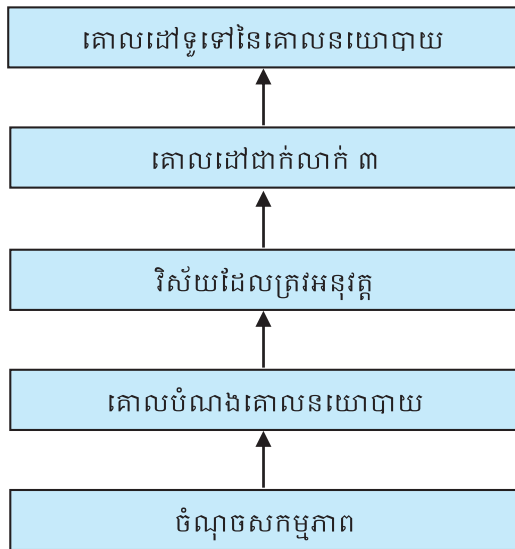 គោលដៅទូទៅនៃគោលនយោបាយ
គោលដៅជាក់លាក់ ៣
វិស័យដែលត្រវអនុវត្ត
គោលបំណងគោលនយោបាយ
ចំណុចសកម្មភាព